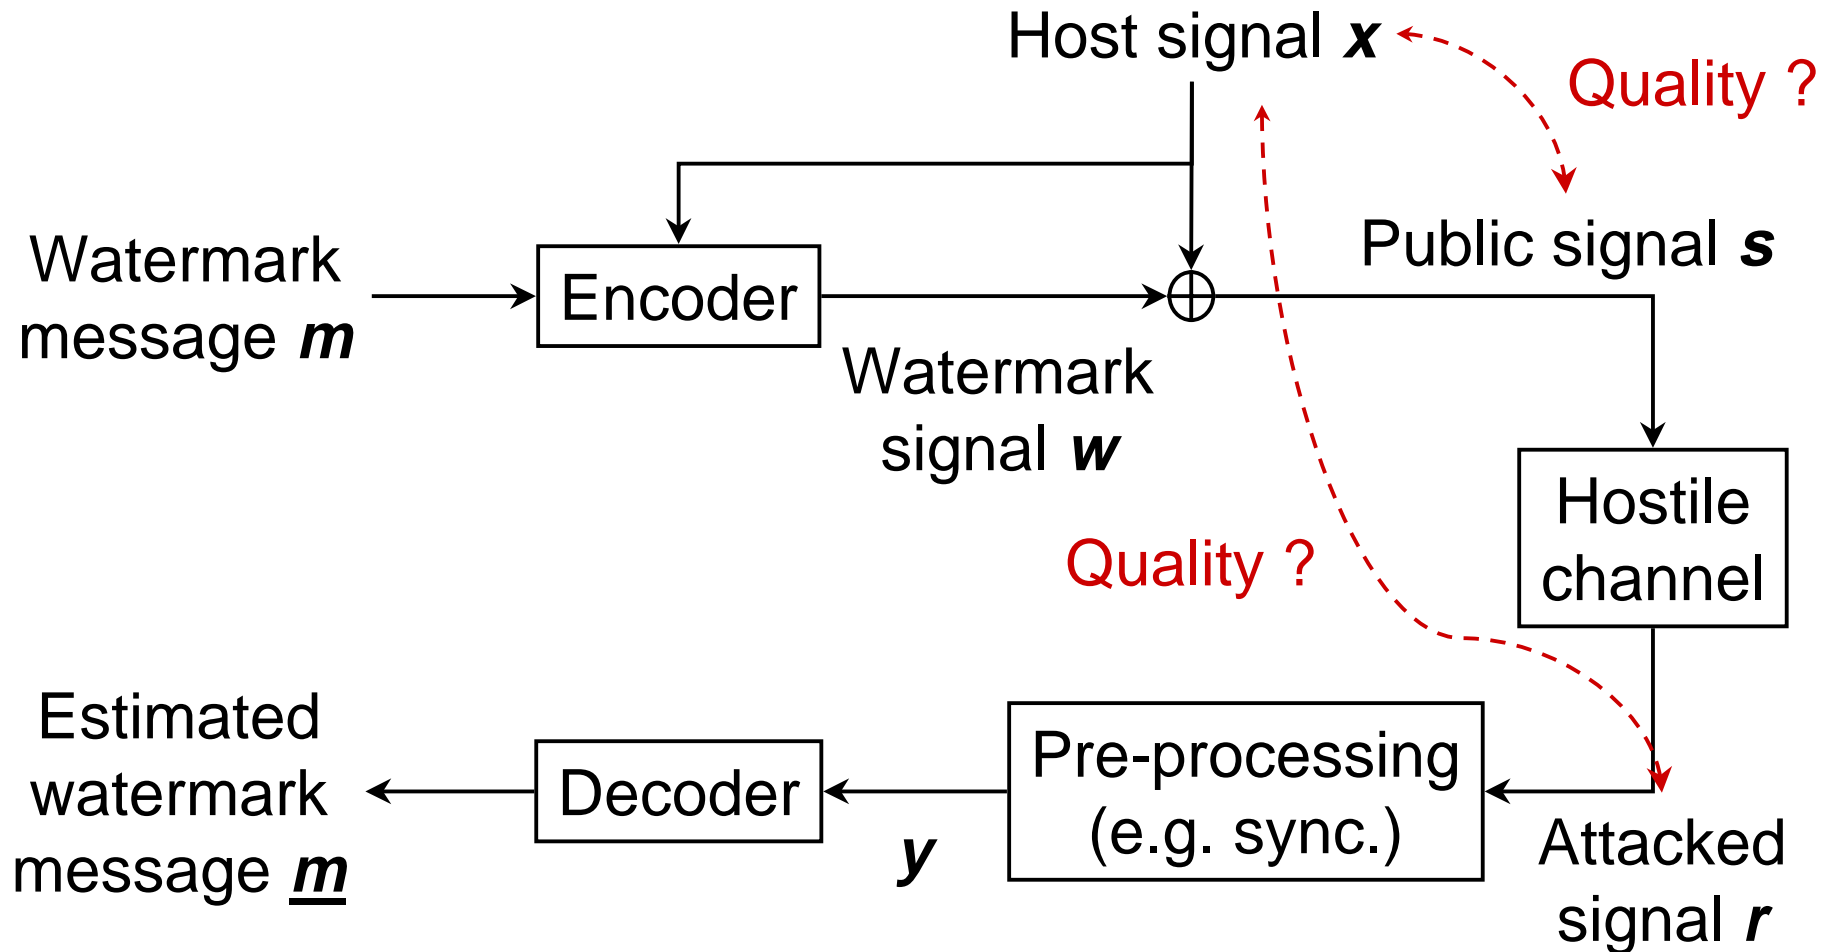 Host signal x
Quality ?
Watermark
message m
Encoder
Public signal s
Watermark
signal w
Hostile
channel
Quality ?
Estimated
watermark
message m
Decoder
y
Pre-processing
(e.g. sync.)
Attacked
signal r